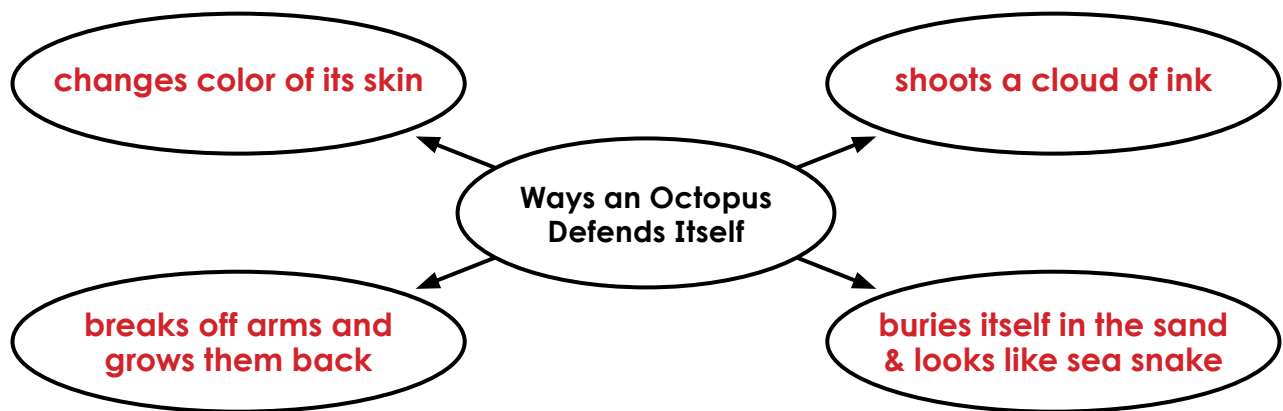 changes color of its skin
shoots a cloud of ink
Ways an Octopus
Defends Itself
breaks off arms and
grows them back
buries itself in the sand
& looks like sea snake